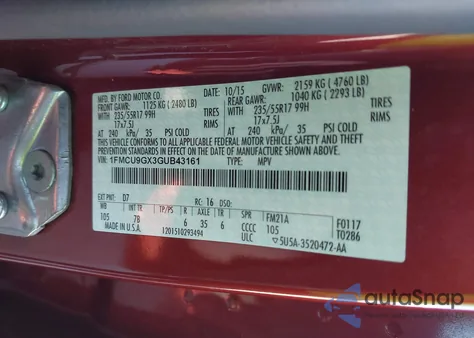 MFD. BY FORD MOTOR CO.
10/15 GVWR: 2159 KG (4760 LB)
FRONT GAWR: 1125 KG (2480 LB) REAR GAWR: 1040 KG (2293 LB)
WITH 235/55R17 99H TIRES WITH 235/55R17 99H TIRES
17x7.5J RIMS 17x7.5J RIMS
AT 240 kPa/ 35 PSI COLD AT 240 kPa/ 35 PSI COLD
THIS VEHICLE CONFORMS TO ALL APPLICABLE FEDERAL MOTOR VEHICLE SAFETY AND
THEFT PREVENTION STANDARDS IN EFFECT ON THE DATE OF MANUFACTURE SHOWN ABOVE.
VIN: 1FMCU9GX3GUB43161 TYPE: MPV
EXT PNT: D7 RC: 16 DSO:
WB INT TR TP/PS R AXLE TR SPR FM21A F0117
105 7B 6 35 6 CCCC 105 T0286
MADE IN U.S.A. 1201510293494 ULC 5U5A-3520472-AA
autoSnap